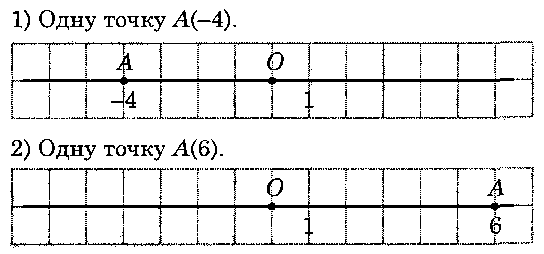 1) Одну точку A(–4).
A O
–4 1
2) Одну точку A(6).
O A
1 6